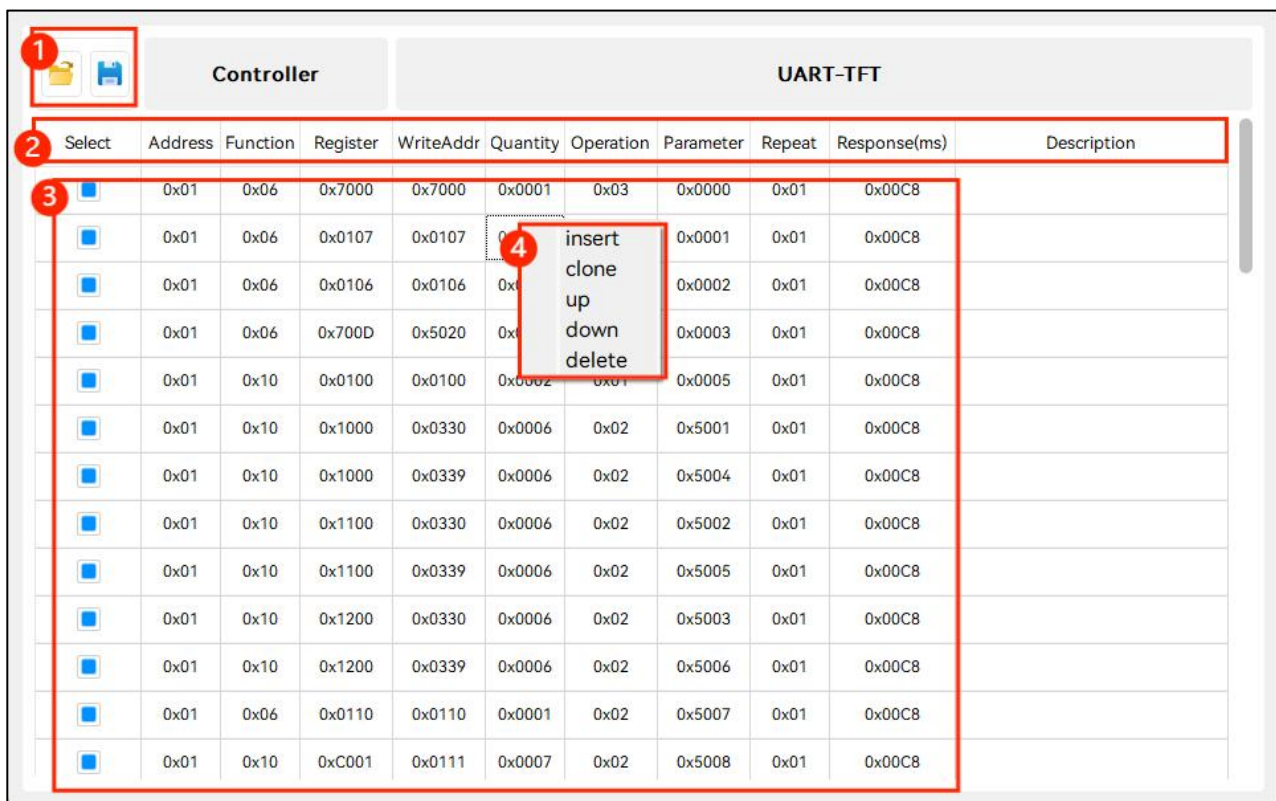 1 Controller UART-TFT
2 Select Address Function Register WriteAddr Quantity Operation Parameter Repeat Response(ms) Description
3 0x01 0x06 0x7000 0x7000 0x0001 0x03 0x0000 0x01 0x00C8
0x01 0x06 0x0107 0x0107 0x0001 0x01 0x00C8
4 insert
clone
up
down
delete
0x01 0x06 0x0106 0x0106 0x0002 0x01 0x00C8
0x01 0x06 0x700D 0x5020 0x0003 0x01 0x00C8
0x01 0x10 0x0100 0x0100 0x0002 0x01 0x0005 0x01 0x00C8
0x01 0x10 0x1000 0x0330 0x0006 0x02 0x5001 0x01 0x00C8
0x01 0x10 0x1000 0x0339 0x0006 0x02 0x5004 0x01 0x00C8
0x01 0x10 0x1100 0x0330 0x0006 0x02 0x5002 0x01 0x00C8
0x01 0x10 0x1100 0x0339 0x0006 0x02 0x5005 0x01 0x00C8
0x01 0x10 0x1200 0x0330 0x0006 0x02 0x5003 0x01 0x00C8
0x01 0x10 0x1200 0x0339 0x0006 0x02 0x5006 0x01 0x00C8
0x01 0x06 0x0110 0x0110 0x0001 0x02 0x5007 0x01 0x00C8
0x01 0x10 0xC001 0x0111 0x0007 0x02 0x5008 0x01 0x00C8